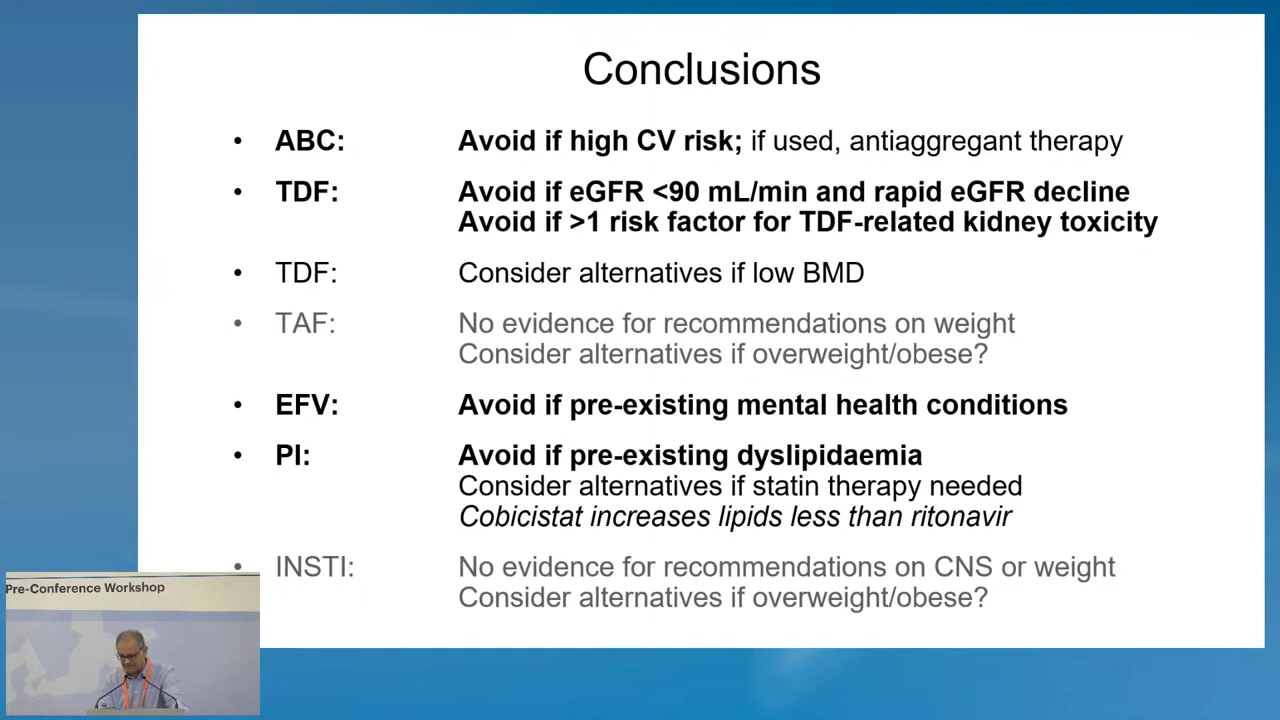 Conclusions
• ABC: Avoid if high CV risk; if used, antiaggregant therapy
• TDF: Avoid if eGFR <90 mL/min and rapid eGFR decline
Avoid if >1 risk factor for TDF-related kidney toxicity
• TDF: Consider alternatives if low BMD
• TAF: No evidence for recommendations on weight
Consider alternatives if overweight/obese?
• EFV: Avoid if pre-existing mental health conditions
• PI: Avoid if pre-existing dyslipidaemia
Consider alternatives if statin therapy needed
Cobicistat increases lipids less than ritonavir
• INSTI: No evidence for recommendations on CNS or weight
Consider alternatives if overweight/obese?
Pre-Conference Workshop